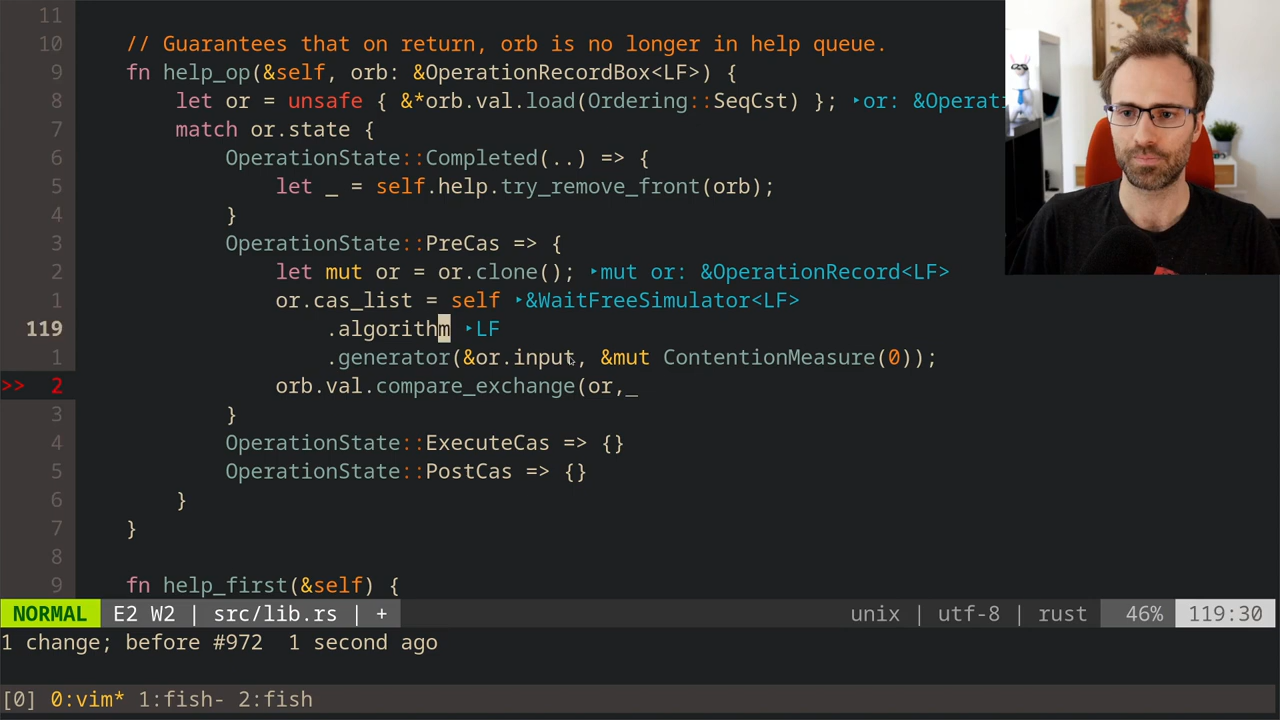 11
10 // Guarantees that on return, orb is no longer in help queue.
9 fn help_op(&self, orb: &OperationRecordBox<LF>) {
8 let or = unsafe { &*orb.val.load(Ordering::SeqCst) }; ‣or: &Operati
7 match or.state {
6 OperationState::Completed(..) => {
5 let _ = self.help.try_remove_front(orb);
4 }
3 OperationState::PreCas => {
2 let mut or = or.clone(); ‣mut or: &OperationRecord<LF>
1 or.cas_list = self ‣&WaitFreeSimulator<LF>
119 .algorithm ‣LF
1 .generator(&or.input, &mut ContentionMeasure(0));
>> 2 orb.val.compare_exchange(or,_
3 }
4 OperationState::ExecuteCas => {}
5 OperationState::PostCas => {}
6 }
7 }
8
9 fn help_first(&self) {
NORMAL E2 W2 | src/lib.rs | + unix | utf-8 | rust 46% 119:30
1 change; before #972 1 second ago
[0] 0:vim* 1:fish- 2:fish